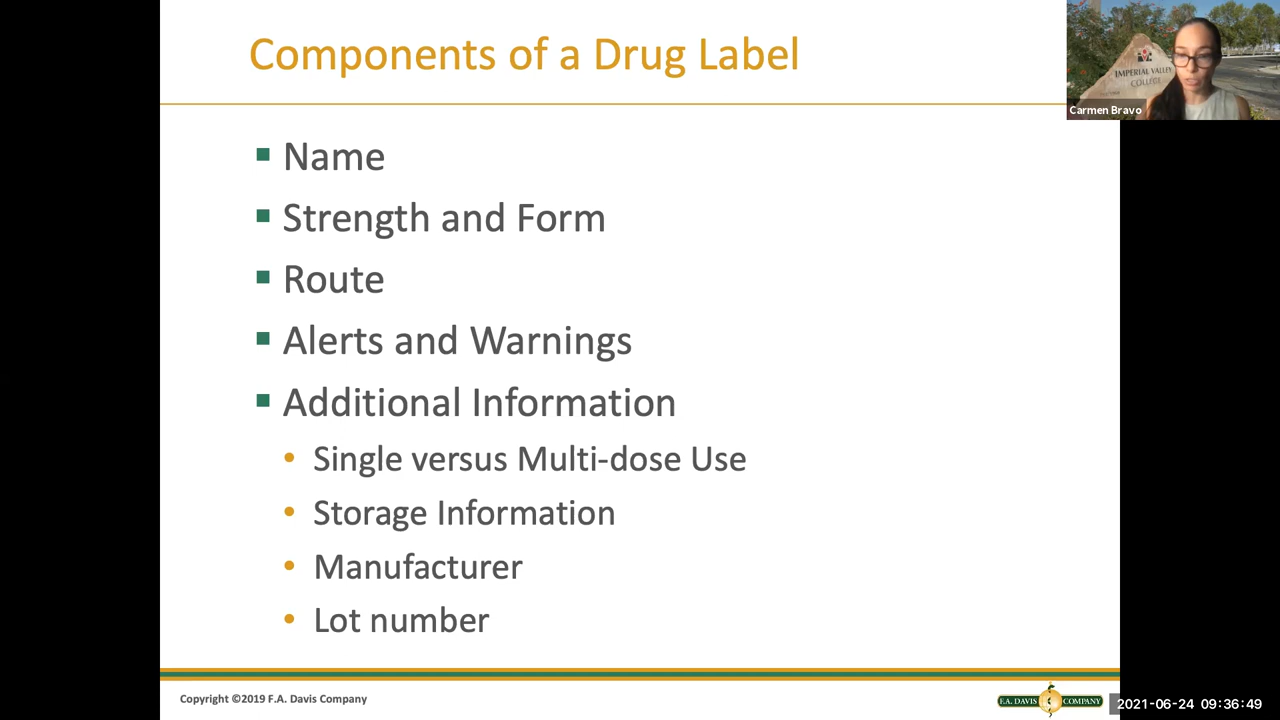 Components of a Drug Label
IMPERIAL VALLEY
COLLEGE
Carmen Bravo
Name
Strength and Form
Route
Alerts and Warnings
Additional Information
Single versus Multi-dose Use
Storage Information
Manufacturer
Lot number
Copyright ©2019 F.A. Davis Company
F.A. DAVIS COMPANY
2021-06-24 09:36:49